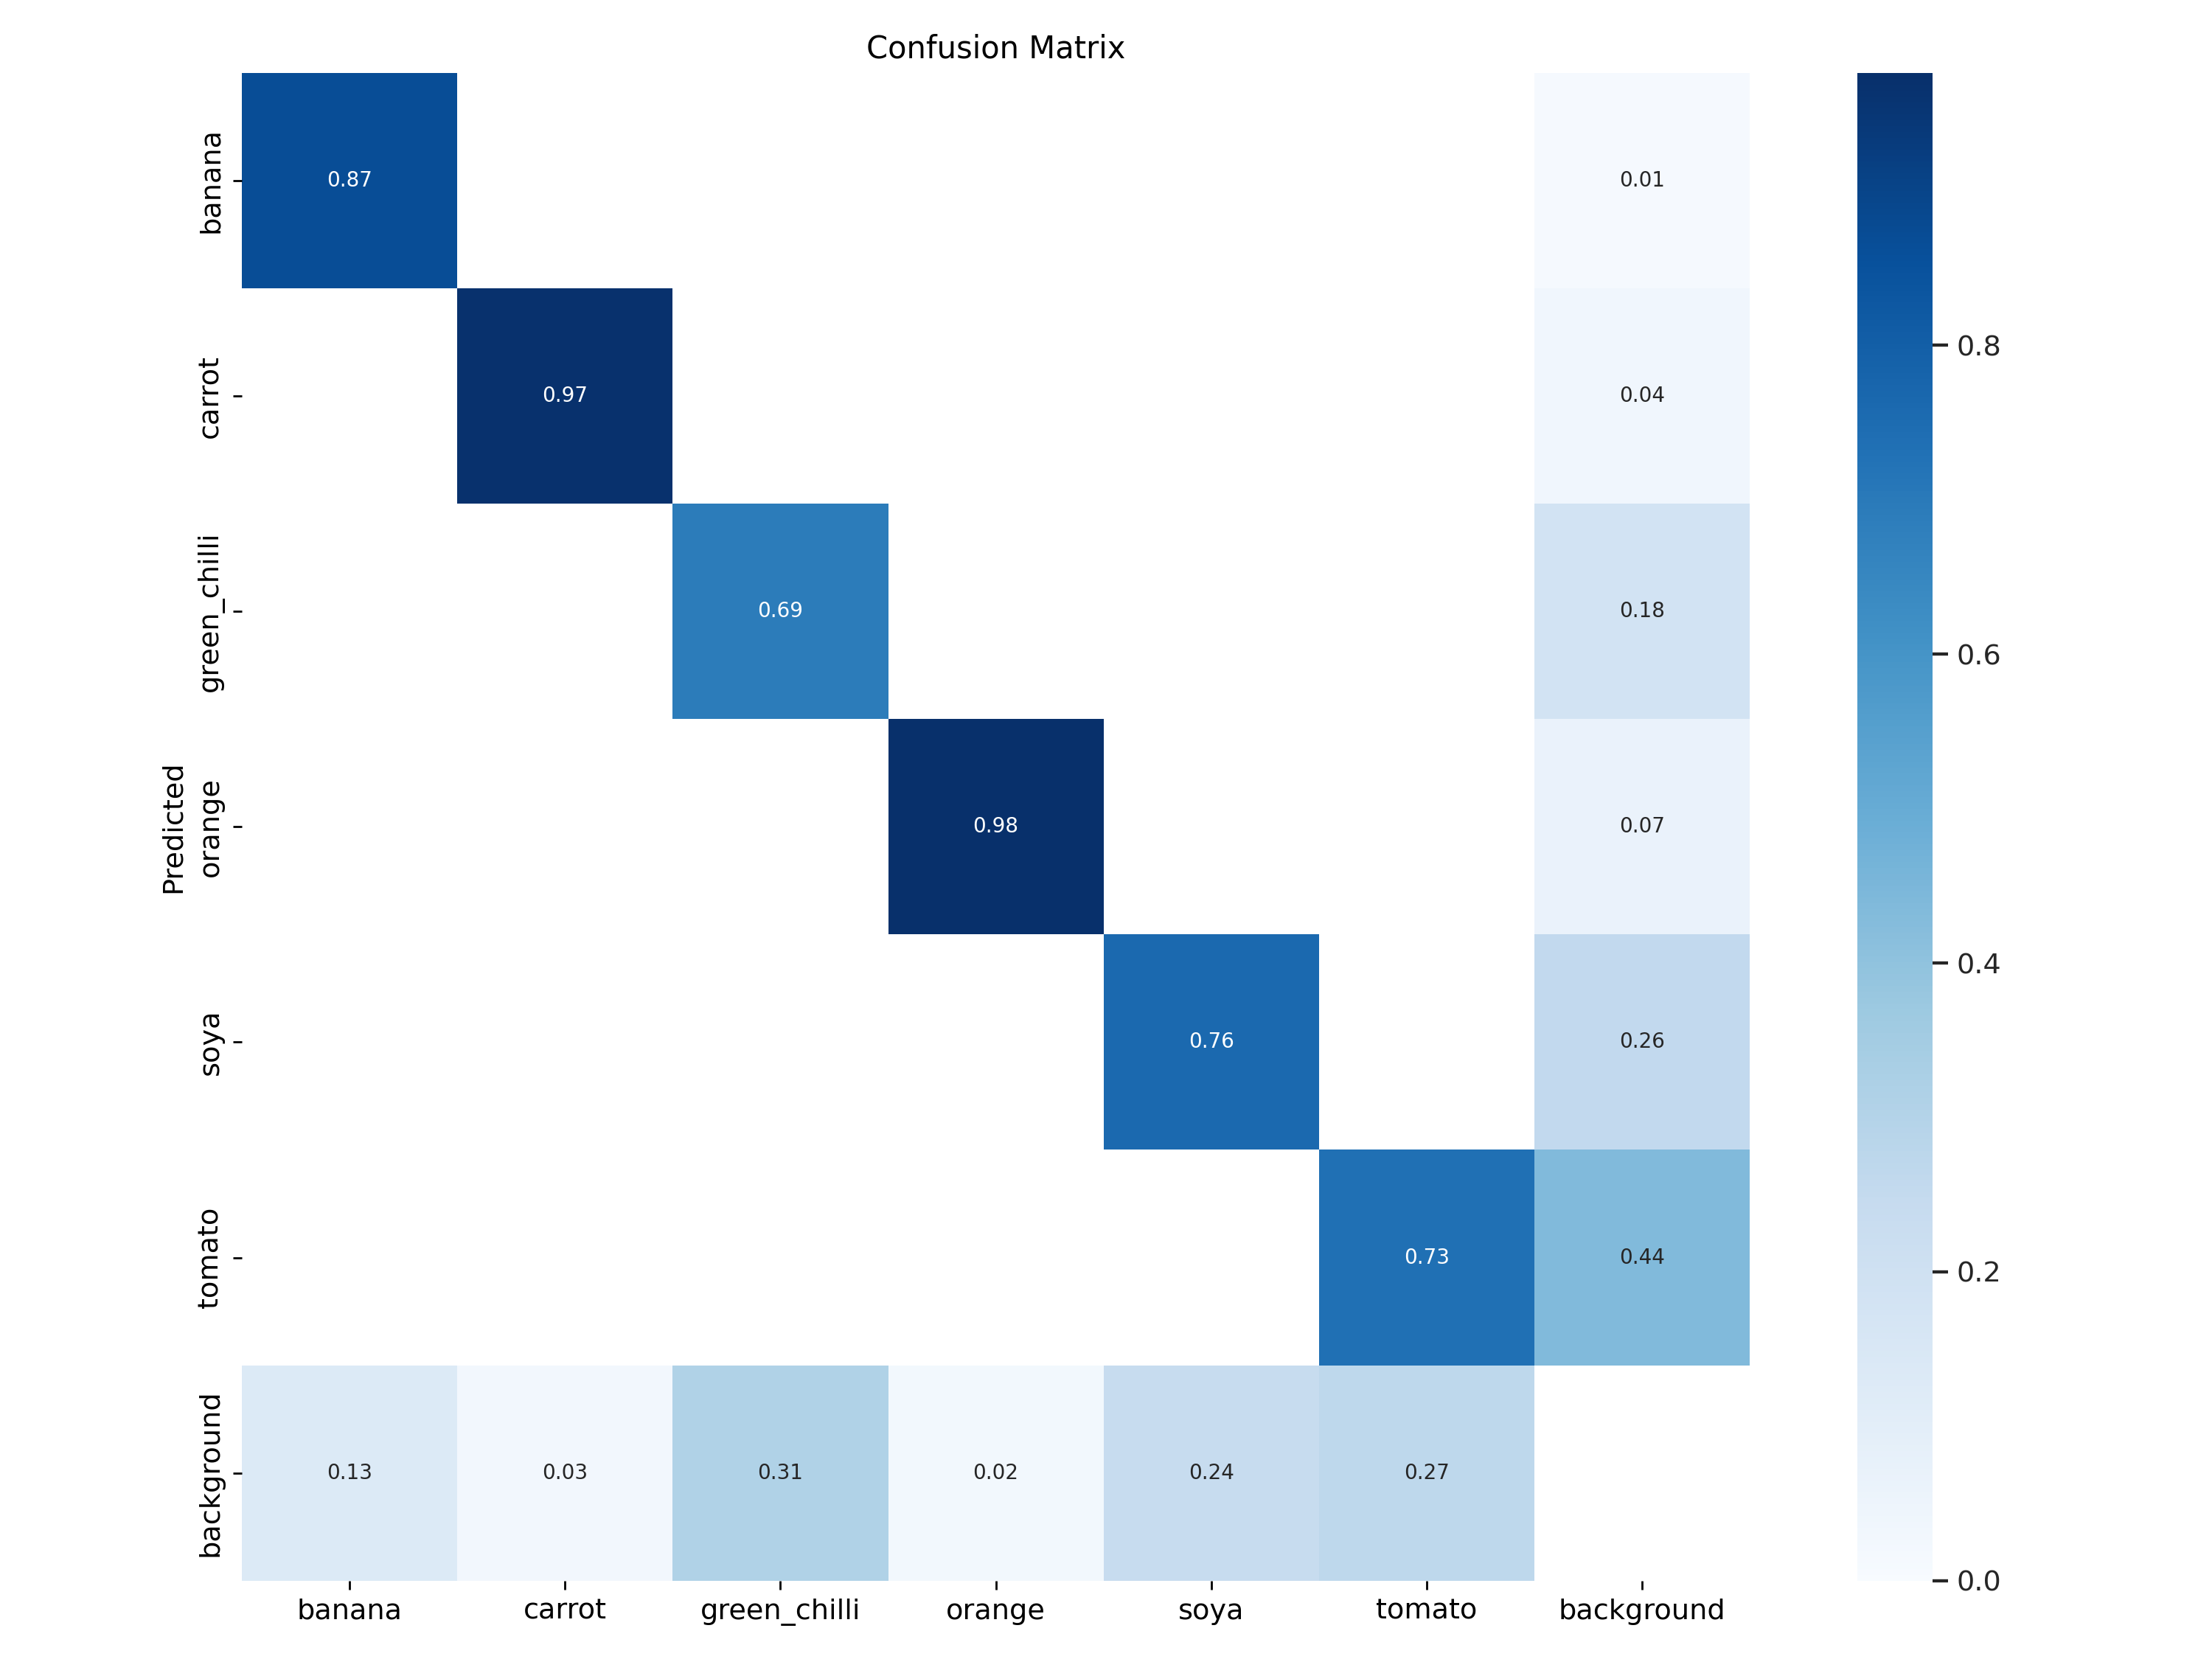 Confusion Matrix
banana
0.87
0.01
carrot
0.97
0.04
0.8
green_chilli
0.69
0.18
0.6
Predicted
orange
0.98
0.07
0.4
soya
0.76
0.26
tomato
0.73
0.44
0.2
background
0.13
0.03
0.31
0.02
0.24
0.27
0.0
banana
carrot
green_chilli
orange
soya
tomato
background